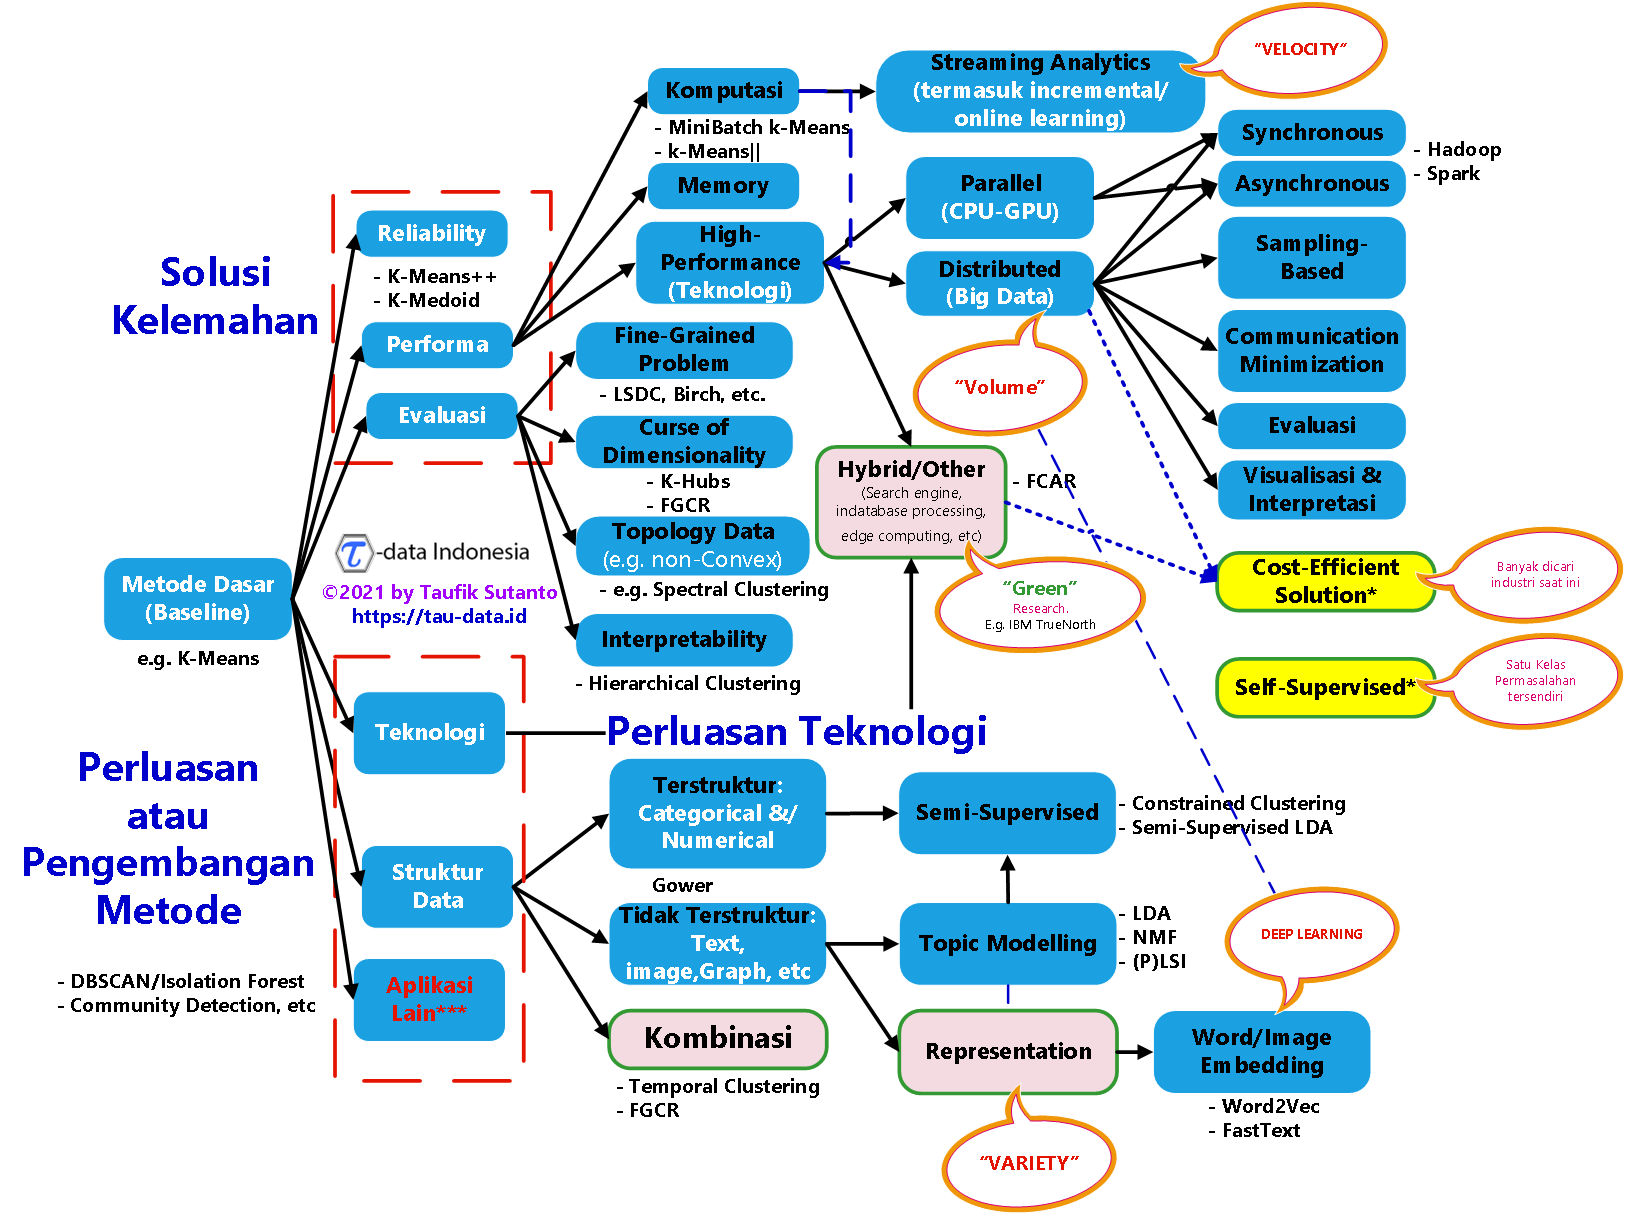 Solusi
Kelemahan
Reliability
- K-Means++
- K-Medoid
Performa
Evaluasi
Komputasi
- MiniBatch k-Means
- k-Means||
Memory
High-
Performance
(Teknologi)
Fine-Grained
Problem
- LSDC, Birch, etc.
Curse of
Dimensionality
- K-Hubs
- FGCR
Topology Data
(e.g. non-Convex)
- e.g. Spectral Clustering
Interpretability
- Hierarchical Clustering
Streaming Analytics
(termasuk incremental/
online learning)
“VELOCITY”
Parallel
(CPU-GPU)
Distributed
(Big Data)
“Volume”
Synchronous
Asynchronous
- Hadoop
- Spark
Sampling-
Based
Communication
Minimization
Evaluasi
Visualisasi &
Interpretasi
Hybrid/Other
(Search engine,
indatabase processing,
edge computing, etc)
- FCAR
“Green”
Research.
E.g. IBM TrueNorth
Cost-Efficient
Solution*
Banyak dicari
industri saat ini
Self-Supervised*
Satu Kelas
Permasalahan
tersendiri
τ-data Indonesia
©2021 by Taufik Sutanto
https://tau-data.id
Metode Dasar
(Baseline)
e.g. K-Means
Perluasan
atau
Pengembangan
Metode
- DBSCAN/Isolation Forest
- Community Detection, etc
Teknologi
Perluasan Teknologi
Struktur
Data
Aplikasi
Lain***
Terstruktur:
Categorical &/
Numerical
Gower
Tidak Terstruktur:
Text,
image,Graph, etc
Kombinasi
- Temporal Clustering
- FGCR
Semi-Supervised
- Constrained Clustering
- Semi-Supervised LDA
Topic Modelling
- LDA
- NMF
- (P)LSI
Representation
“VARIETY”
DEEP LEARNING
Word/Image
Embedding
- Word2Vec
- FastText